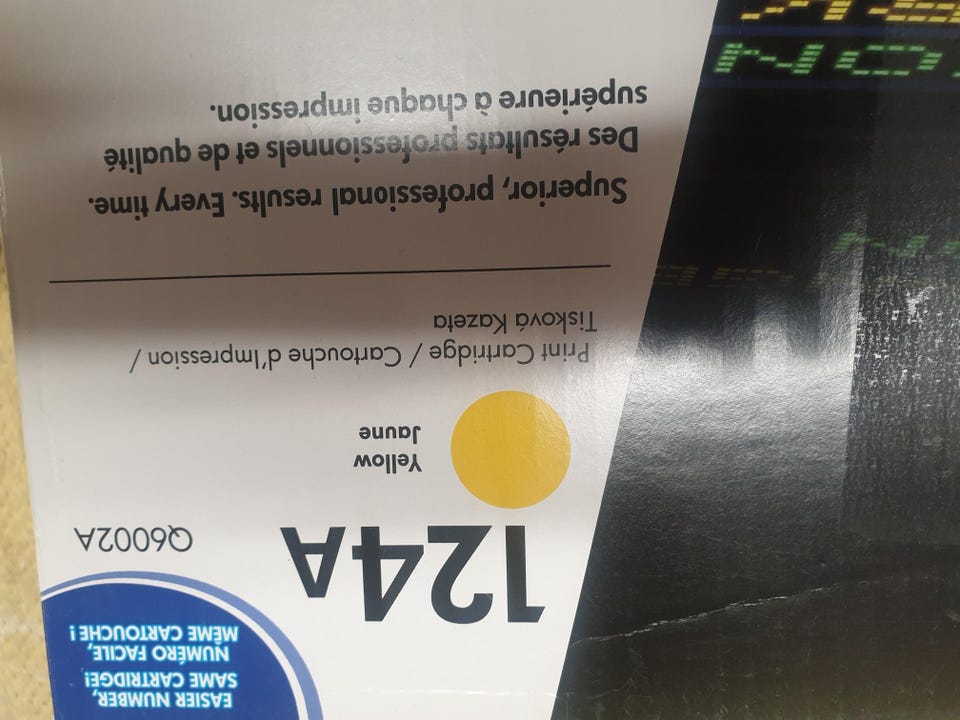 EASIER NUMBER,
SAME CARTRIDGE!
NUMÉRO FACILE,
MÊME CARTOUCHE !
124A
Q6002A
Yellow
Jaune
Print Cartridge / Cartouche d'Impression /
Tisková Kazeta
Superior, professional results. Every time.
Des résultats professionnels et de qualité
supérieure à chaque impression.